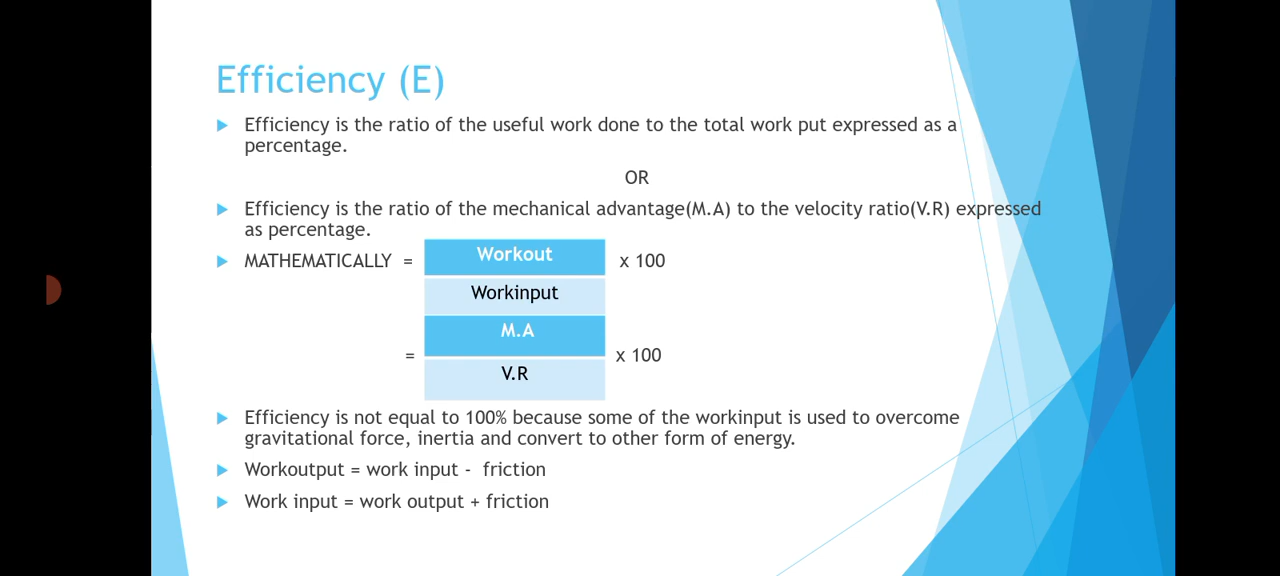 Efficiency (E)
Efficiency is the ratio of the useful work done to the total work put expressed as a
percentage.
OR
Efficiency is the ratio of the mechanical advantage(M.A) to the velocity ratio(V.R) expressed
as percentage.
MATHEMATICALLY = Workout x 100
Workinput
M.A
= x 100
V.R
Efficiency is not equal to 100% because some of the workinput is used to overcome
gravitational force, inertia and convert to other form of energy.
Workoutput = work input - friction
Work input = work output + friction